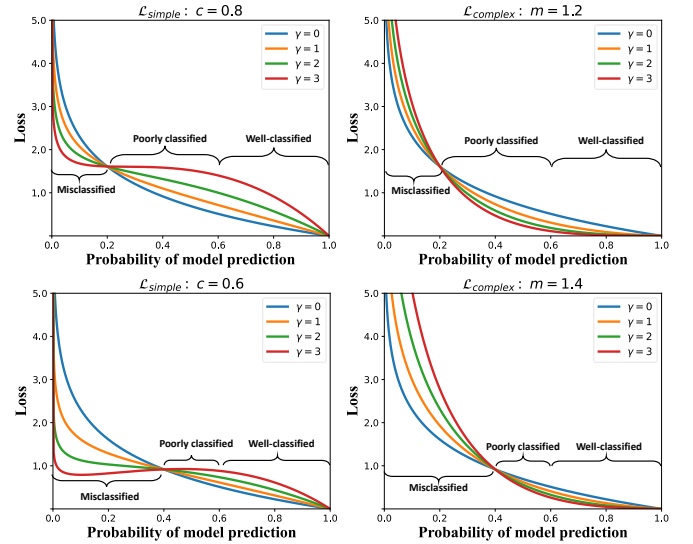 ℒsimple : c = 0.8
5.0
4.0
3.0
2.0
1.0
0.0 0.2 0.4 0.6 0.8 1.0
Loss
Probability of model prediction
γ = 0
γ = 1
γ = 2
γ = 3
Poorly classified
Well-classified
Misclassified
ℒcomplex : m = 1.2
5.0
4.0
3.0
2.0
1.0
0.0 0.2 0.4 0.6 0.8 1.0
Loss
Probability of model prediction
γ = 0
γ = 1
γ = 2
γ = 3
Poorly classified
Well-classified
Misclassified
ℒsimple : c = 0.6
5.0
4.0
3.0
2.0
1.0
0.0 0.2 0.4 0.6 0.8 1.0
Loss
Probability of model prediction
γ = 0
γ = 1
γ = 2
γ = 3
Poorly classified
Well-classified
Misclassified
ℒcomplex : m = 1.4
5.0
4.0
3.0
2.0
1.0
0.0 0.2 0.4 0.6 0.8 1.0
Loss
Probability of model prediction
γ = 0
γ = 1
γ = 2
γ = 3
Poorly classified
Well-classified
Misclassified